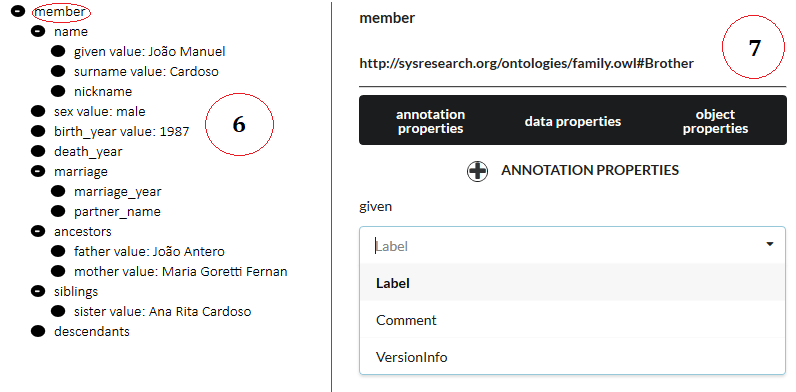 member
name
given value: João Manuel
surname value: Cardoso
nickname
sex value: male
birth_year value: 1987
death_year
marriage
marriage_year
partner_name
ancestors
father value: João Antero
mother value: Maria Goretti Fernan
siblings
sister value: Ana Rita Cardoso
descendants
6
member
7
http://sysresearch.org/ontologies/family.owl#Brother
annotation properties
data properties
object properties
ANNOTATION PROPERTIES
given
Label
Label
Comment
VersionInfo